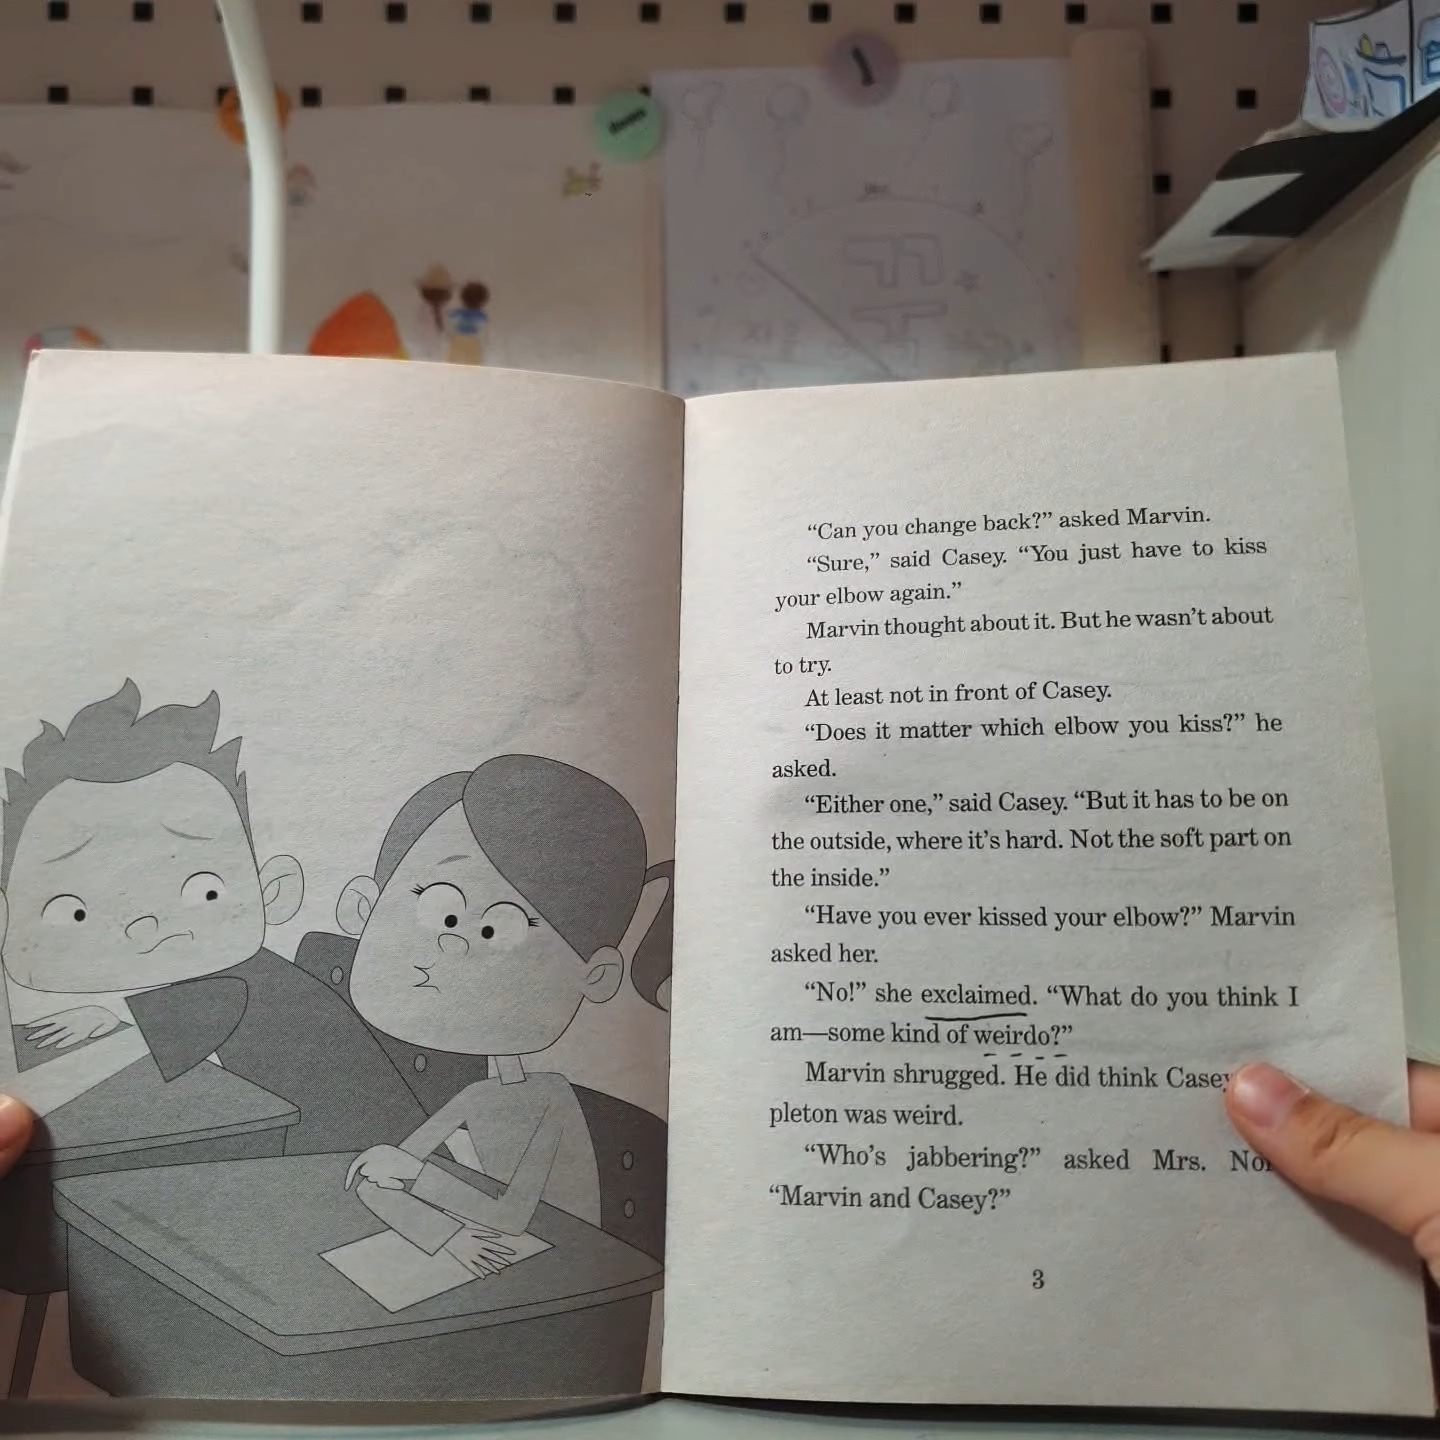 “Can you change back?” asked Marvin.
“Sure,” said Casey. “You just have to kiss
your elbow again.”
Marvin thought about it. But he wasn’t about
to try.
At least not in front of Casey.
“Does it matter which elbow you kiss?” he
asked.
“Either one,” said Casey. “But it has to be on
the outside, where it’s hard. Not the soft part on
the inside.”
“Have you ever kissed your elbow?” Marvin
asked her.
“No!” she exclaimed. “What do you think I
am—some kind of weirdo?”
Marvin shrugged. He did think Casey
pleton was weird.
“Who’s jabbering?” asked Mrs.
“Marvin and Casey?”
3